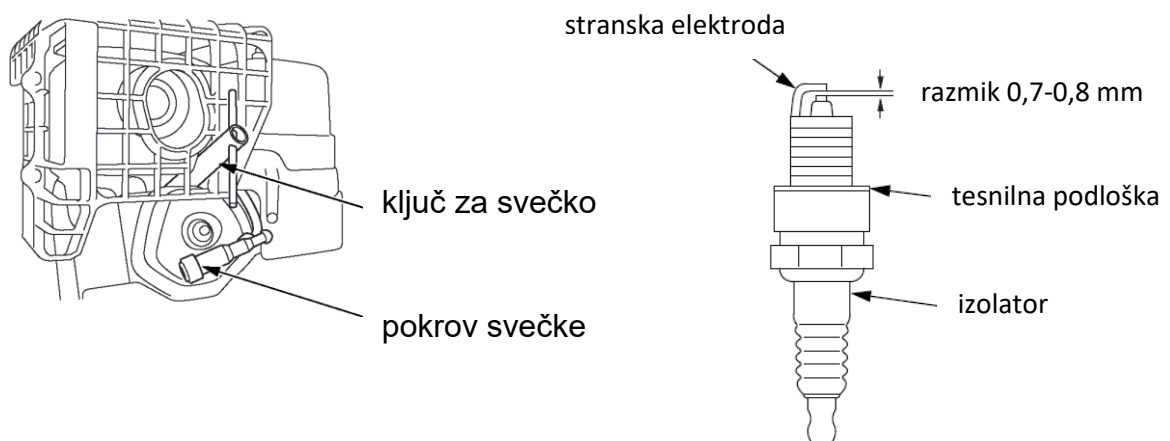 stranska elektroda
razmik 0,7-0,8 mm
ključ za svečko
tesnilna podloška
izolator
pokrov svečke